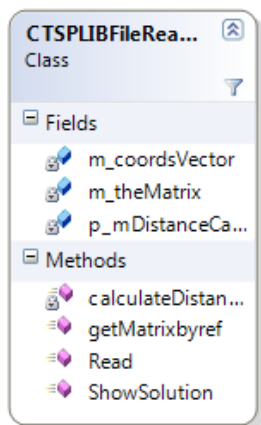 CTSPLIBFileRea...
Class
Fields
m_coordsVector
m_theMatrix
p_mDistanceCa...
Methods
calculateDistan...
getMatrixbyref
Read
ShowSolution